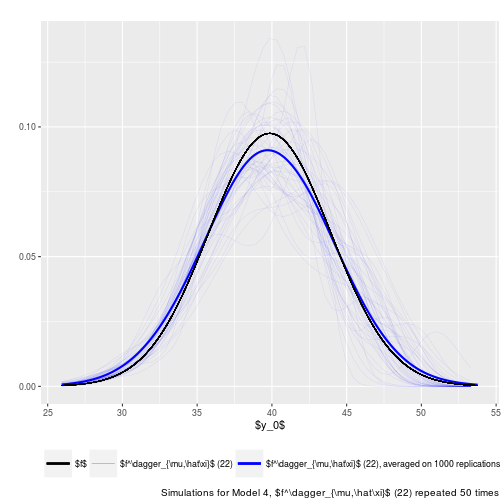 0.10
0.05
0.00
25 30 35 40 45 50 55
$y_0$
$f$ $f^\dagger_{\mu,\hat\xi}$ (22) $f^\dagger_{\mu,\hat\xi}$ (22), averaged on 1000 replications
Simulations for Model 4, $f^\dagger_{\mu,\hat\xi}$ (22) repeated 50 times